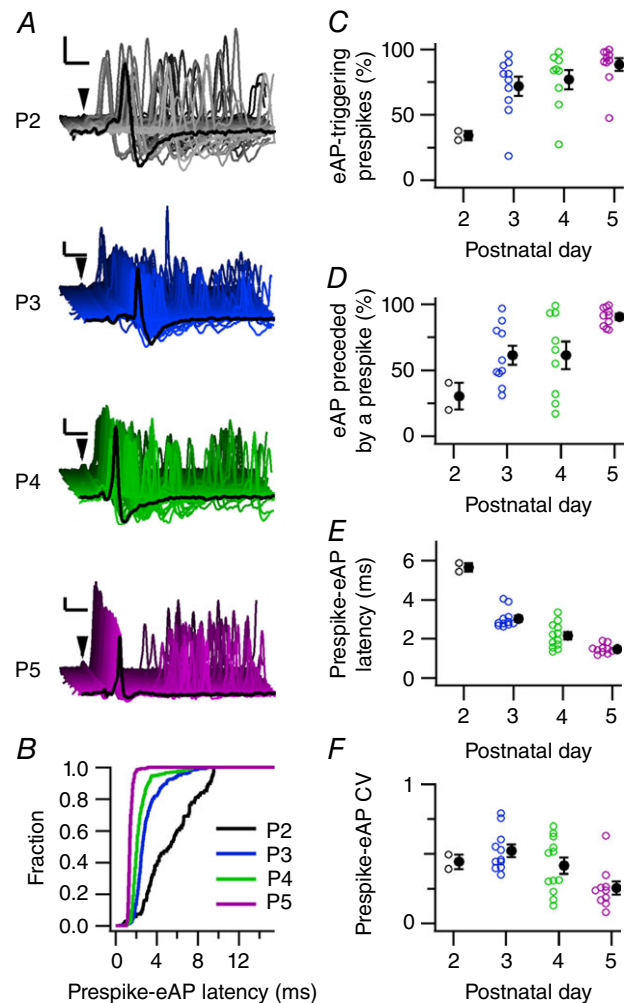 A
P2
P3
P4
P5
B
1.0
0.8
0.6
0.4
0.2
0.0
Fraction
P2
P3
P4
P5
0 4 8 12
Prespike-eAP latency (ms)
C
eAP-triggering
prespikes (%)
100
50
0
2 3 4 5
Postnatal day
D
eAP preceded
by a prespike (%)
100
50
0
2 3 4 5
Postnatal day
E
Prespike-eAP
latency (ms)
6
4
2
0
2 3 4 5
Postnatal day
F
Prespike-eAP CV
1
0
2 3 4 5
Postnatal day